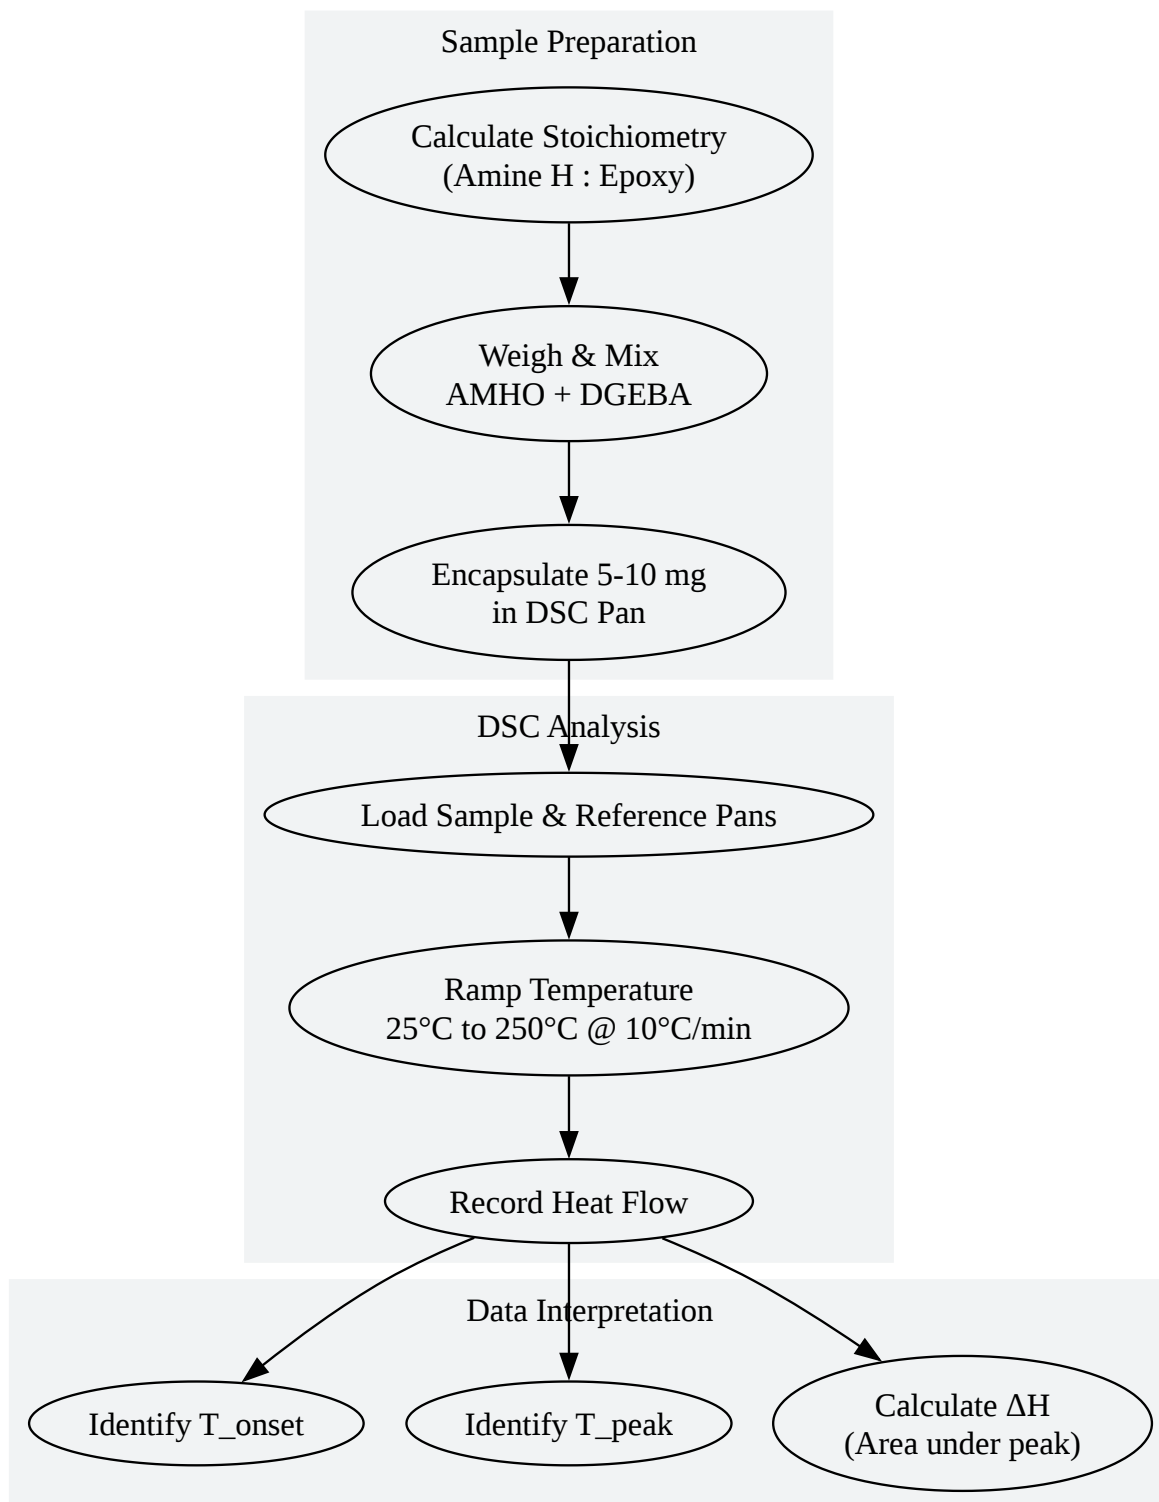 Sample Preparation
Calculate Stoichiometry
(Amine H : Epoxy)
Weigh & Mix
AMHO + DGEBA
Encapsulate 5-10 mg
in DSC Pan
DSC Analysis
Load Sample & Reference Pans
Ramp Temperature
25°C to 250°C @ 10°C/min
Record Heat Flow
Data Interpretation
Identify T_onset
Identify T_peak
Calculate ΔH
(Area under peak)